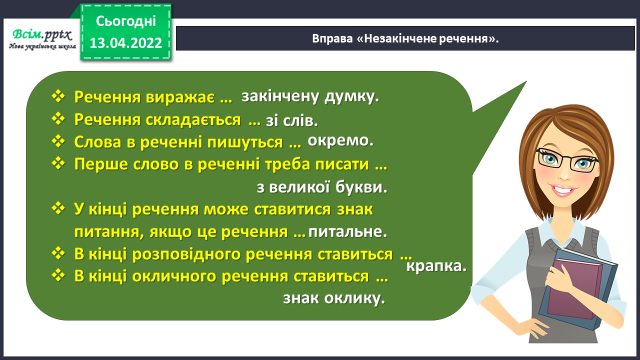 Всім.pptx
Нова українська школа
Сьогодні
13.04.2022
Вправа «Незакінчене речення».
❖ Речення виражає … закінчену думку.
❖ Речення складається … зі слів.
❖ Слова в реченні пишуться … окремо.
❖ Перше слово в реченні треба писати …
з великої букви.
❖ У кінці речення може ставитися знак
питання, якщо це речення … питальне.
❖ В кінці розповідного речення ставиться …
крапка.
❖ В кінці окличного речення ставиться …
знак оклику.